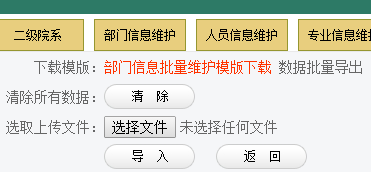 二级院系 部门信息维护 人员信息维护 专业信息维
下载模版：部门信息批量维护模版下载 数据批量导出
清除所有数据： 清 除
选取上传文件： 选择文件 未选择任何文件
导 入 返 回